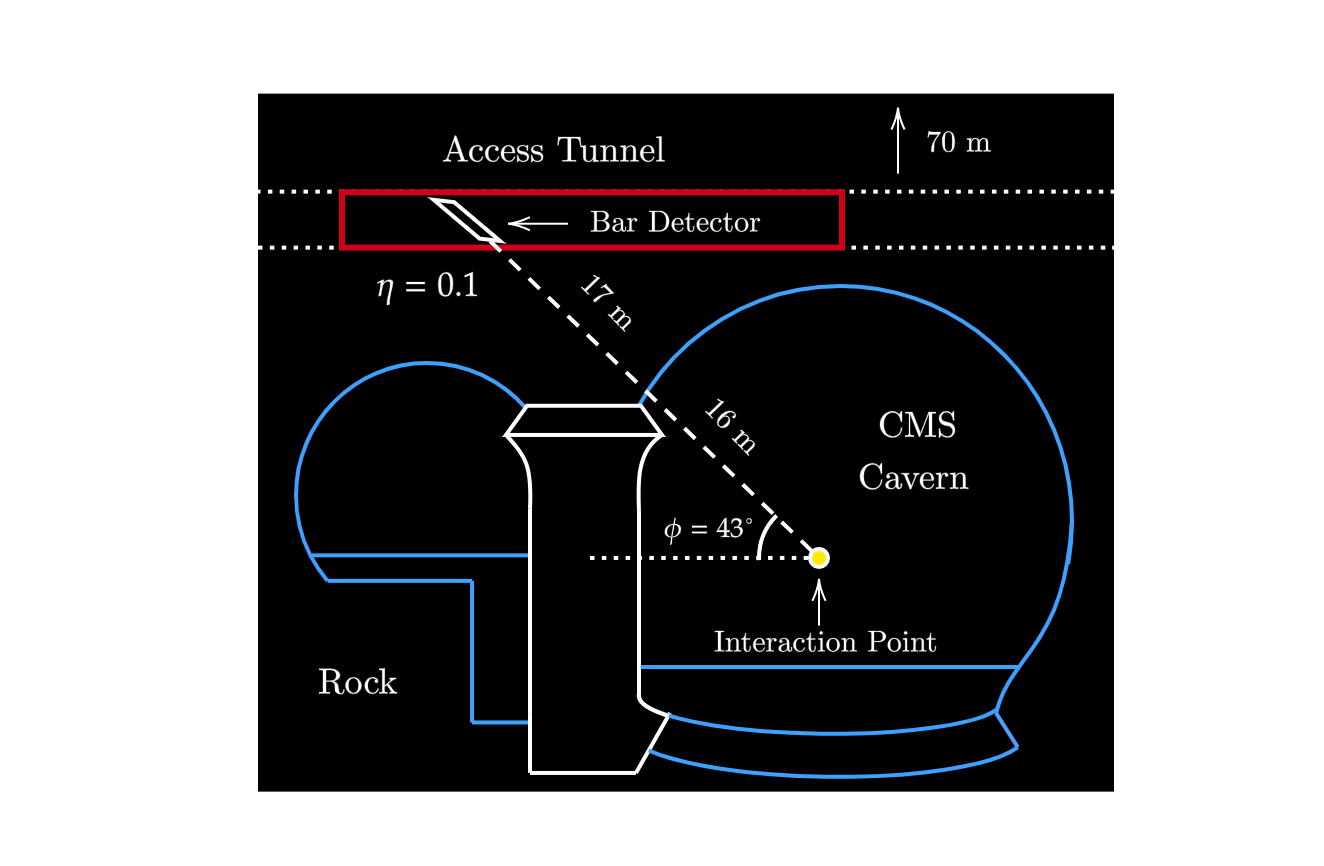 70 m
Access Tunnel
Bar Detector
η = 0.1
17 m
16 m
CMS
Cavern
ϕ = 43°
Interaction Point
Rock